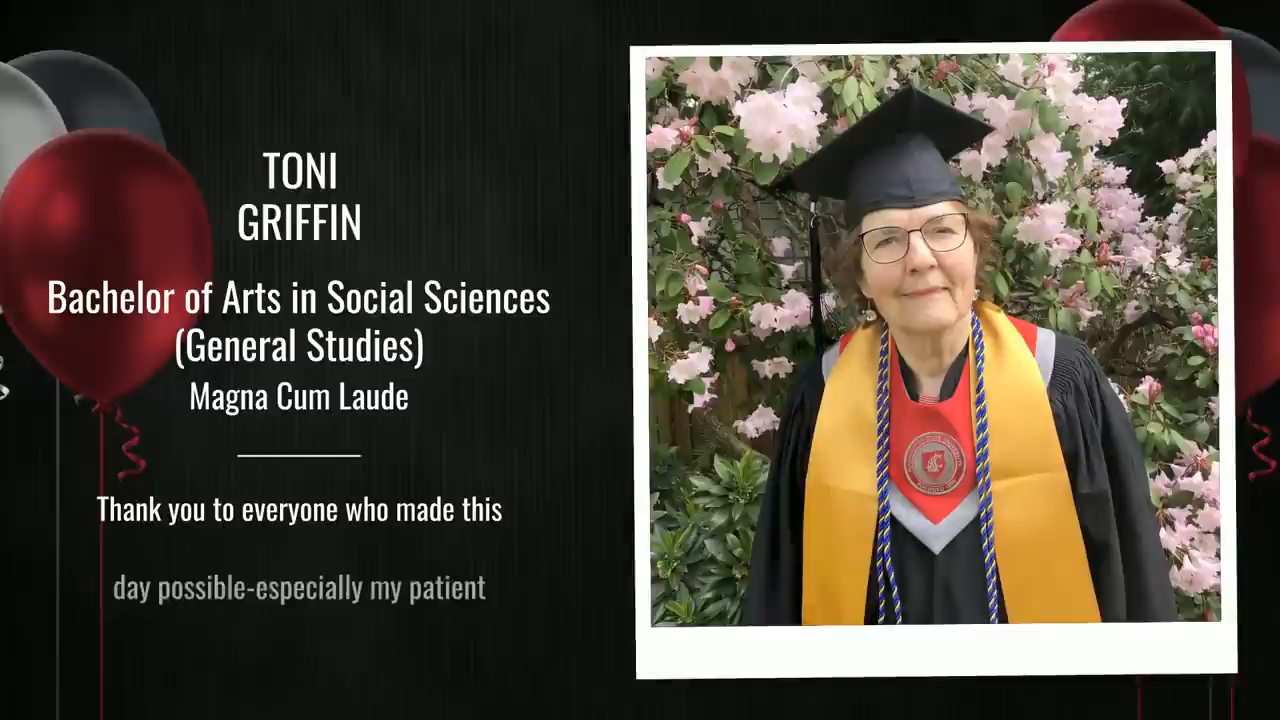 TONI
GRIFFIN
Bachelor of Arts in Social Sciences
(General Studies)
Magna Cum Laude
Thank you to everyone who made this
day possible-especially my patient